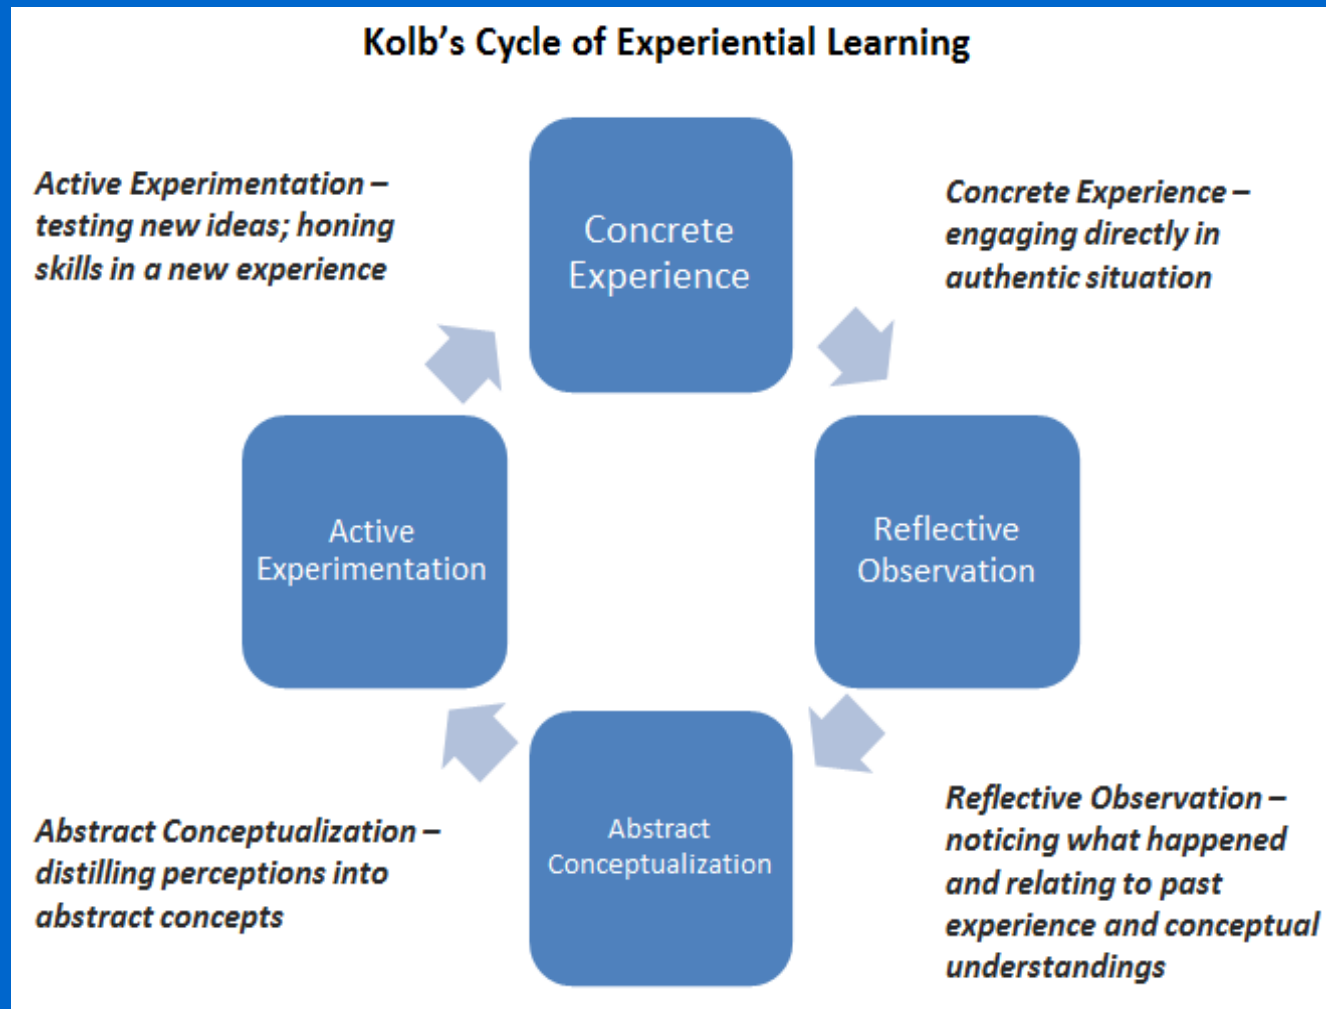 Kolb's Cycle of Experiential Learning
Active Experimentation –
testing new ideas; honing
skills in a new experience
Concrete
Experience
Concrete Experience –
engaging directly in
authentic situation
Active
Experimentation
Reflective
Observation
Abstract Conceptualization –
distilling perceptions into
abstract concepts
Abstract
Conceptualization
Reflective Observation –
noticing what happened
and relating to past
experience and conceptual
understandings